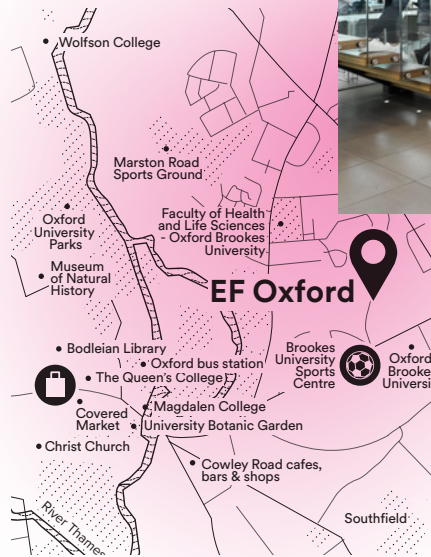 Wolfson College
Marston Road
Sports Ground
Oxford
University
Parks
Faculty of Health
and Life Sciences
- Oxford Brookes
University
Museum
of Natural
History
EF Oxford
Bodleian Library
Oxford bus station
The Queen's College
Brookes
University
Sports
Centre
Oxford
Covered
Market
Magdalen College
University Botanic Garden
Christ Church
Cowley Road cafes,
bars & shops
River Thames
Southfield